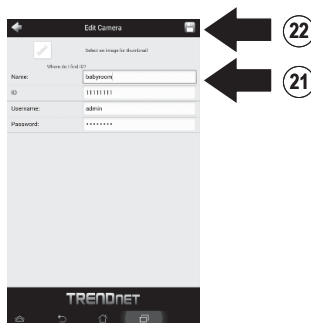 Edit Camera
22
Select an image for thumbnail
Where do I find ID?
Name: babyroom
21
ID 11111111
Username: admin
Password: ••••••••
TRENDNET